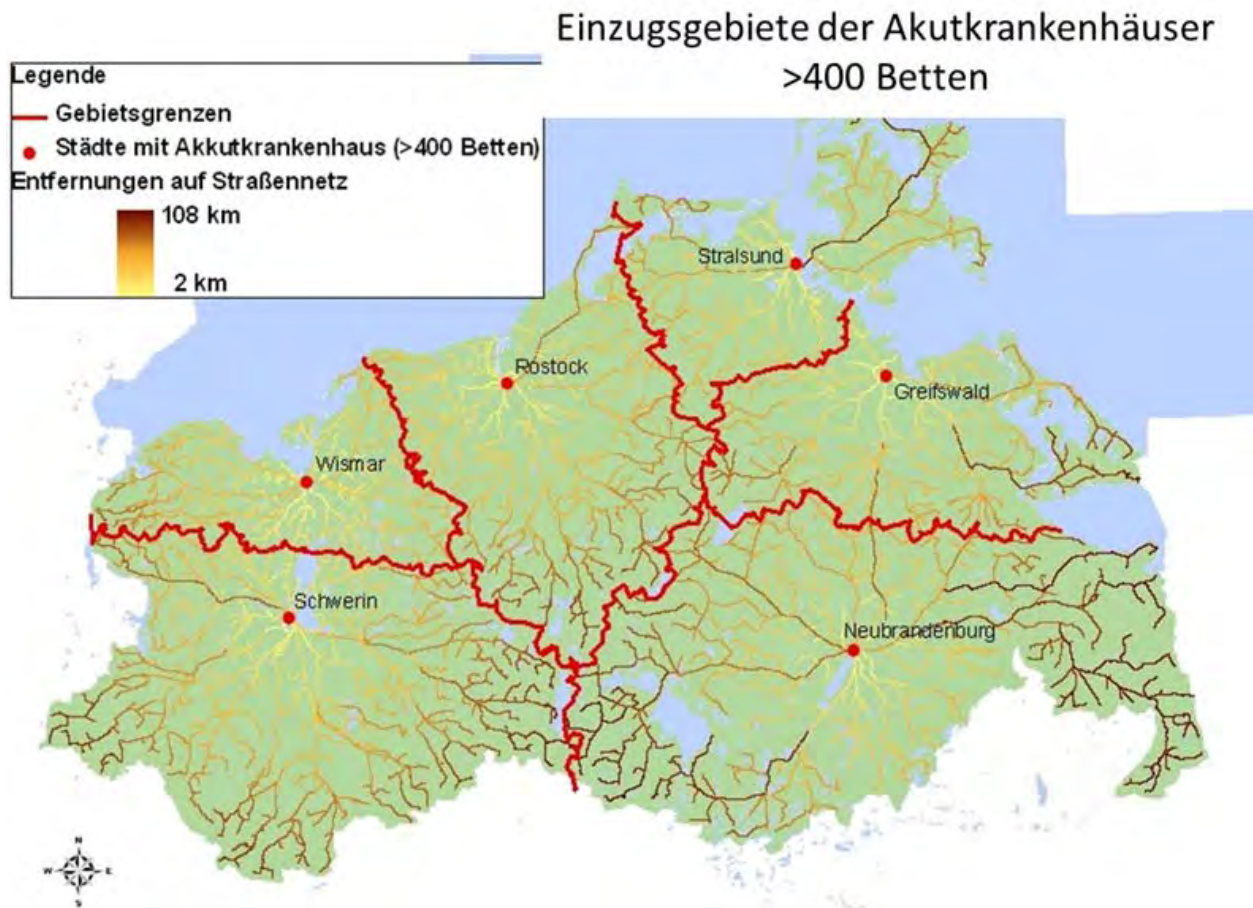 Einzugsgebiete der Akutkrankenhäuser
>400 Betten
Legende
Gebietsgrenzen
Städte mit Akkutkrankenhaus (>400 Betten)
Entfernungen auf Straßennetz
108 km
2 km
Stralsund
Rostock
Greifswald
Wismar
Schwerin
Neubrandenburg
N
W E
S